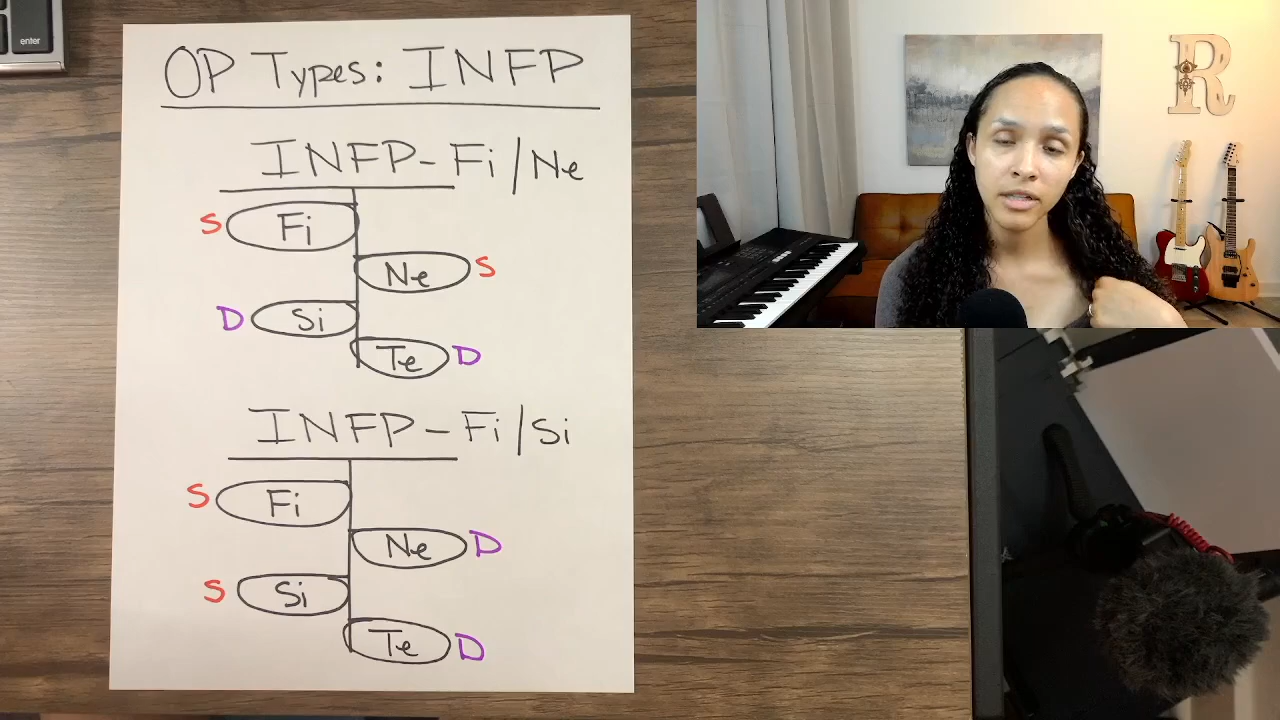 enter
OP Types: INFP
INFP-Fi/Ne
S Fi
Ne S
D Si
Te D
INFP-Fi/Si
S Fi
Ne D
S Si
Te D
R